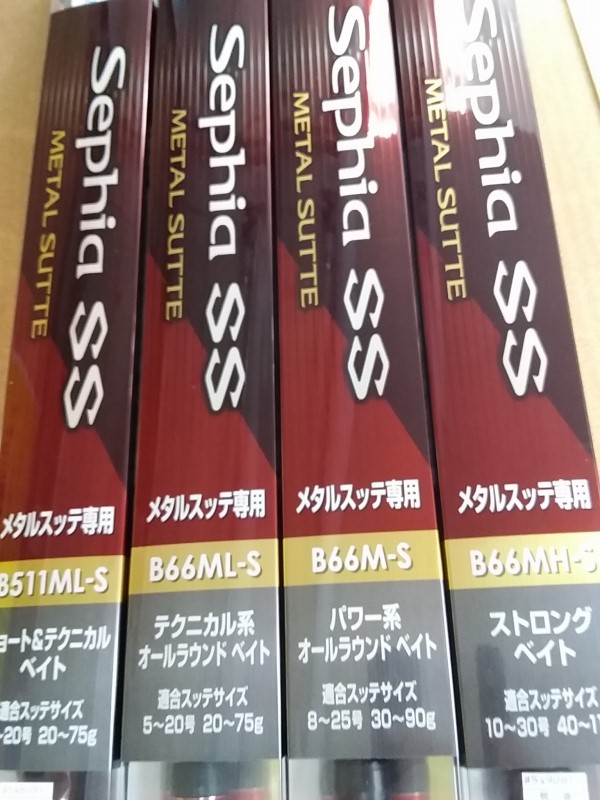 Sephia SS
METAL SUTTE
メタルスッテ専用
B511ML-S
ート&テクニカル
ベイト
適合スッテサイズ
20号 20~75g
Sephia SS
METAL SUTTE
メタルスッテ専用
B66ML-S
テクニカル系
オールラウンド ベイト
適合スッテサイズ
5~20号 20~75g
Sephia SS
METAL SUTTE
メタルスッテ専用
B66M-S
パワー系
オールラウンド ベイト
適合スッテサイズ
8~25号 30~90g
Sephia SS
METAL SUTTE
メタルスッテ専用
B66MH-S
ストロング
ベイト
適合スッテサイズ
10~30号 40~1